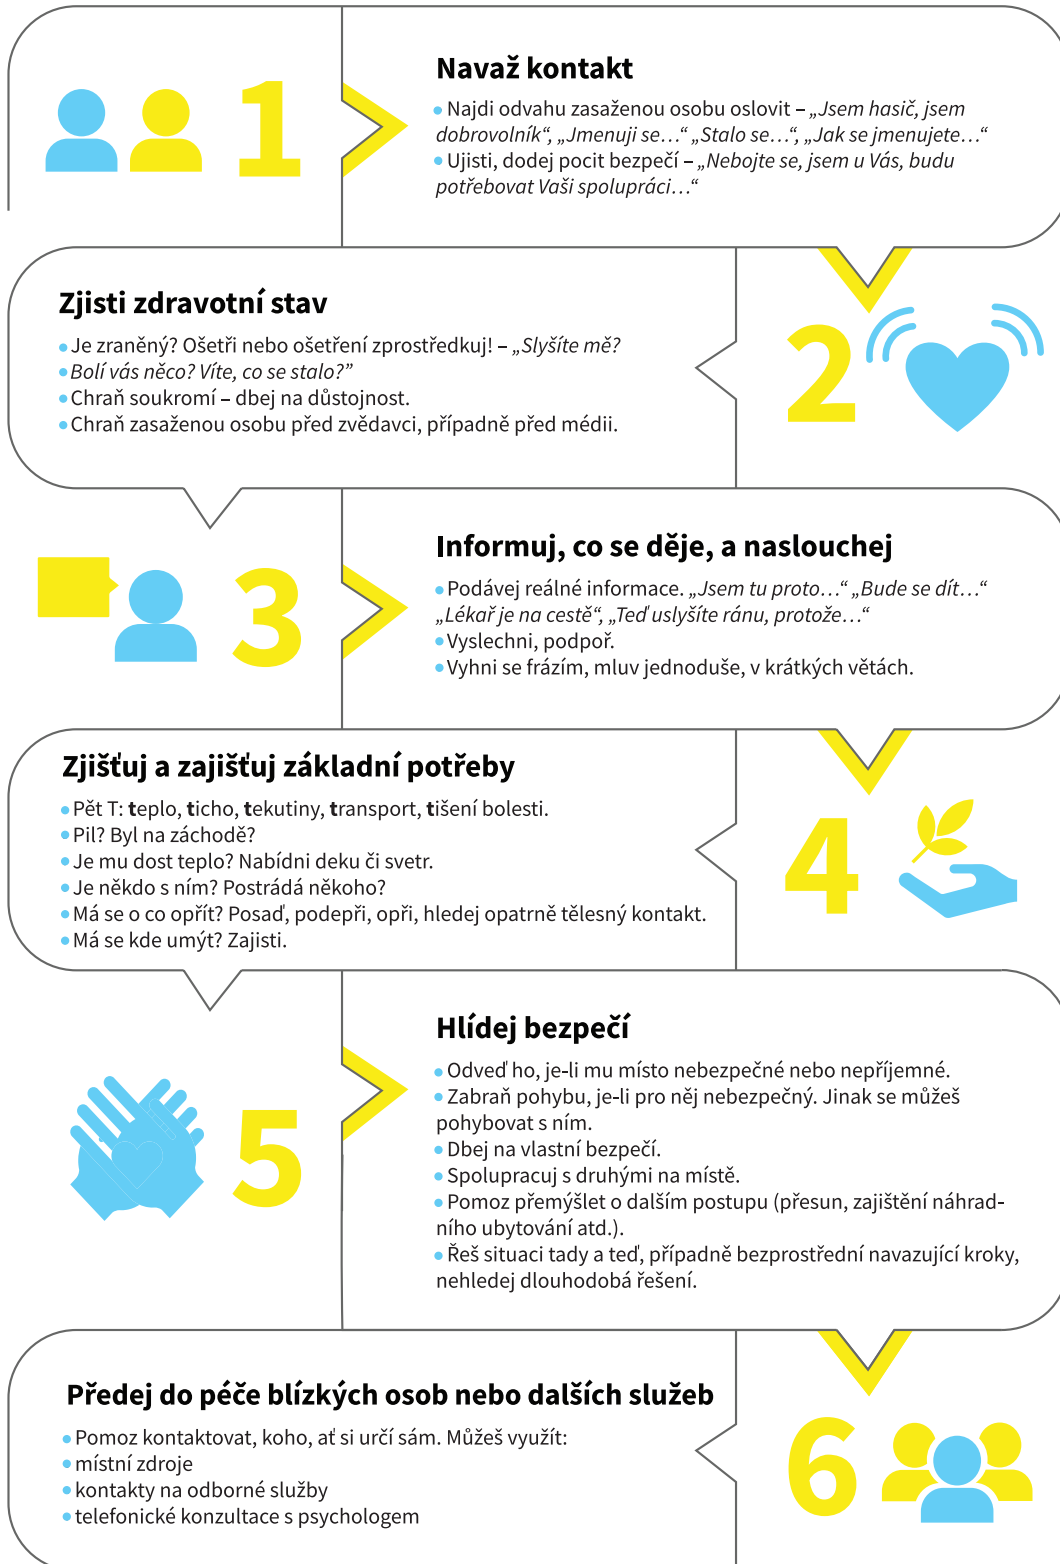 1
Navaž kontakt
• Najdi odvahu zasaženou osobu oslovit – „Jsem hasič, jsem
dobrovolník“, „Jmenuji se…“ „Stalo se…“, „Jak se jmenujete…“
• Ujisti, dodej pocit bezpečí – „Nebojte se, jsem u Vás, budu
potřebovat Vaši spolupráci…“
Zjisti zdravotní stav
• Je zraněný? Ošetři nebo ošetření zprostředkuj! – „Slyšíte mě?
• Bolí vás něco? Víte, co se stalo?”
• Chraň soukromí – dbej na důstojnost.
• Chraň zasaženou osobu před zvědavci, případně před médii.
2
3
Informuj, co se děje, a naslouchej
• Podávej reálné informace. „Jsem tu proto…“ „Bude se dít…“
„Lékař je na cestě“, „Teď uslyšíte ránu, protože…“
• Vyslechni, podpoř.
• Vyhni se frázím, mluv jednoduše, v krátkých větách.
Zjišťuj a zajišťuj základní potřeby
• Pět T: teplo, ticho, tekutiny, transport, tišení bolesti.
• Pil? Byl na záchodě?
• Je mu dost teplo? Nabídni deku či svetr.
• Je někdo s ním? Postrádá někoho?
• Má se o co opřít? Posaď, podepři, opři, hledej opatrně tělesný kontakt.
• Má se kde umýt? Zajisti.
4
5
Hlídej bezpečí
• Odveď ho, je-li mu místo nebezpečné nebo nepříjemné.
• Zabraň pohybu, je-li pro něj nebezpečný. Jinak se můžeš
pohybovat s ním.
• Dbej na vlastní bezpečí.
• Spolupracuj s druhými na místě.
• Pomoz přemýšlet o dalším postupu (přesun, zajištění náhrad-
ního ubytování atd.).
• Řeš situaci tady a teď, případně bezprostřední navazující kroky,
nehledej dlouhodobá řešení.
Předej do péče blízkých osob nebo dalších služeb
• Pomoz kontaktovat, koho, ať si určí sám. Můžeš využít:
• místní zdroje
• kontakty na odborné služby
• telefonické konzultace s psychologem
6